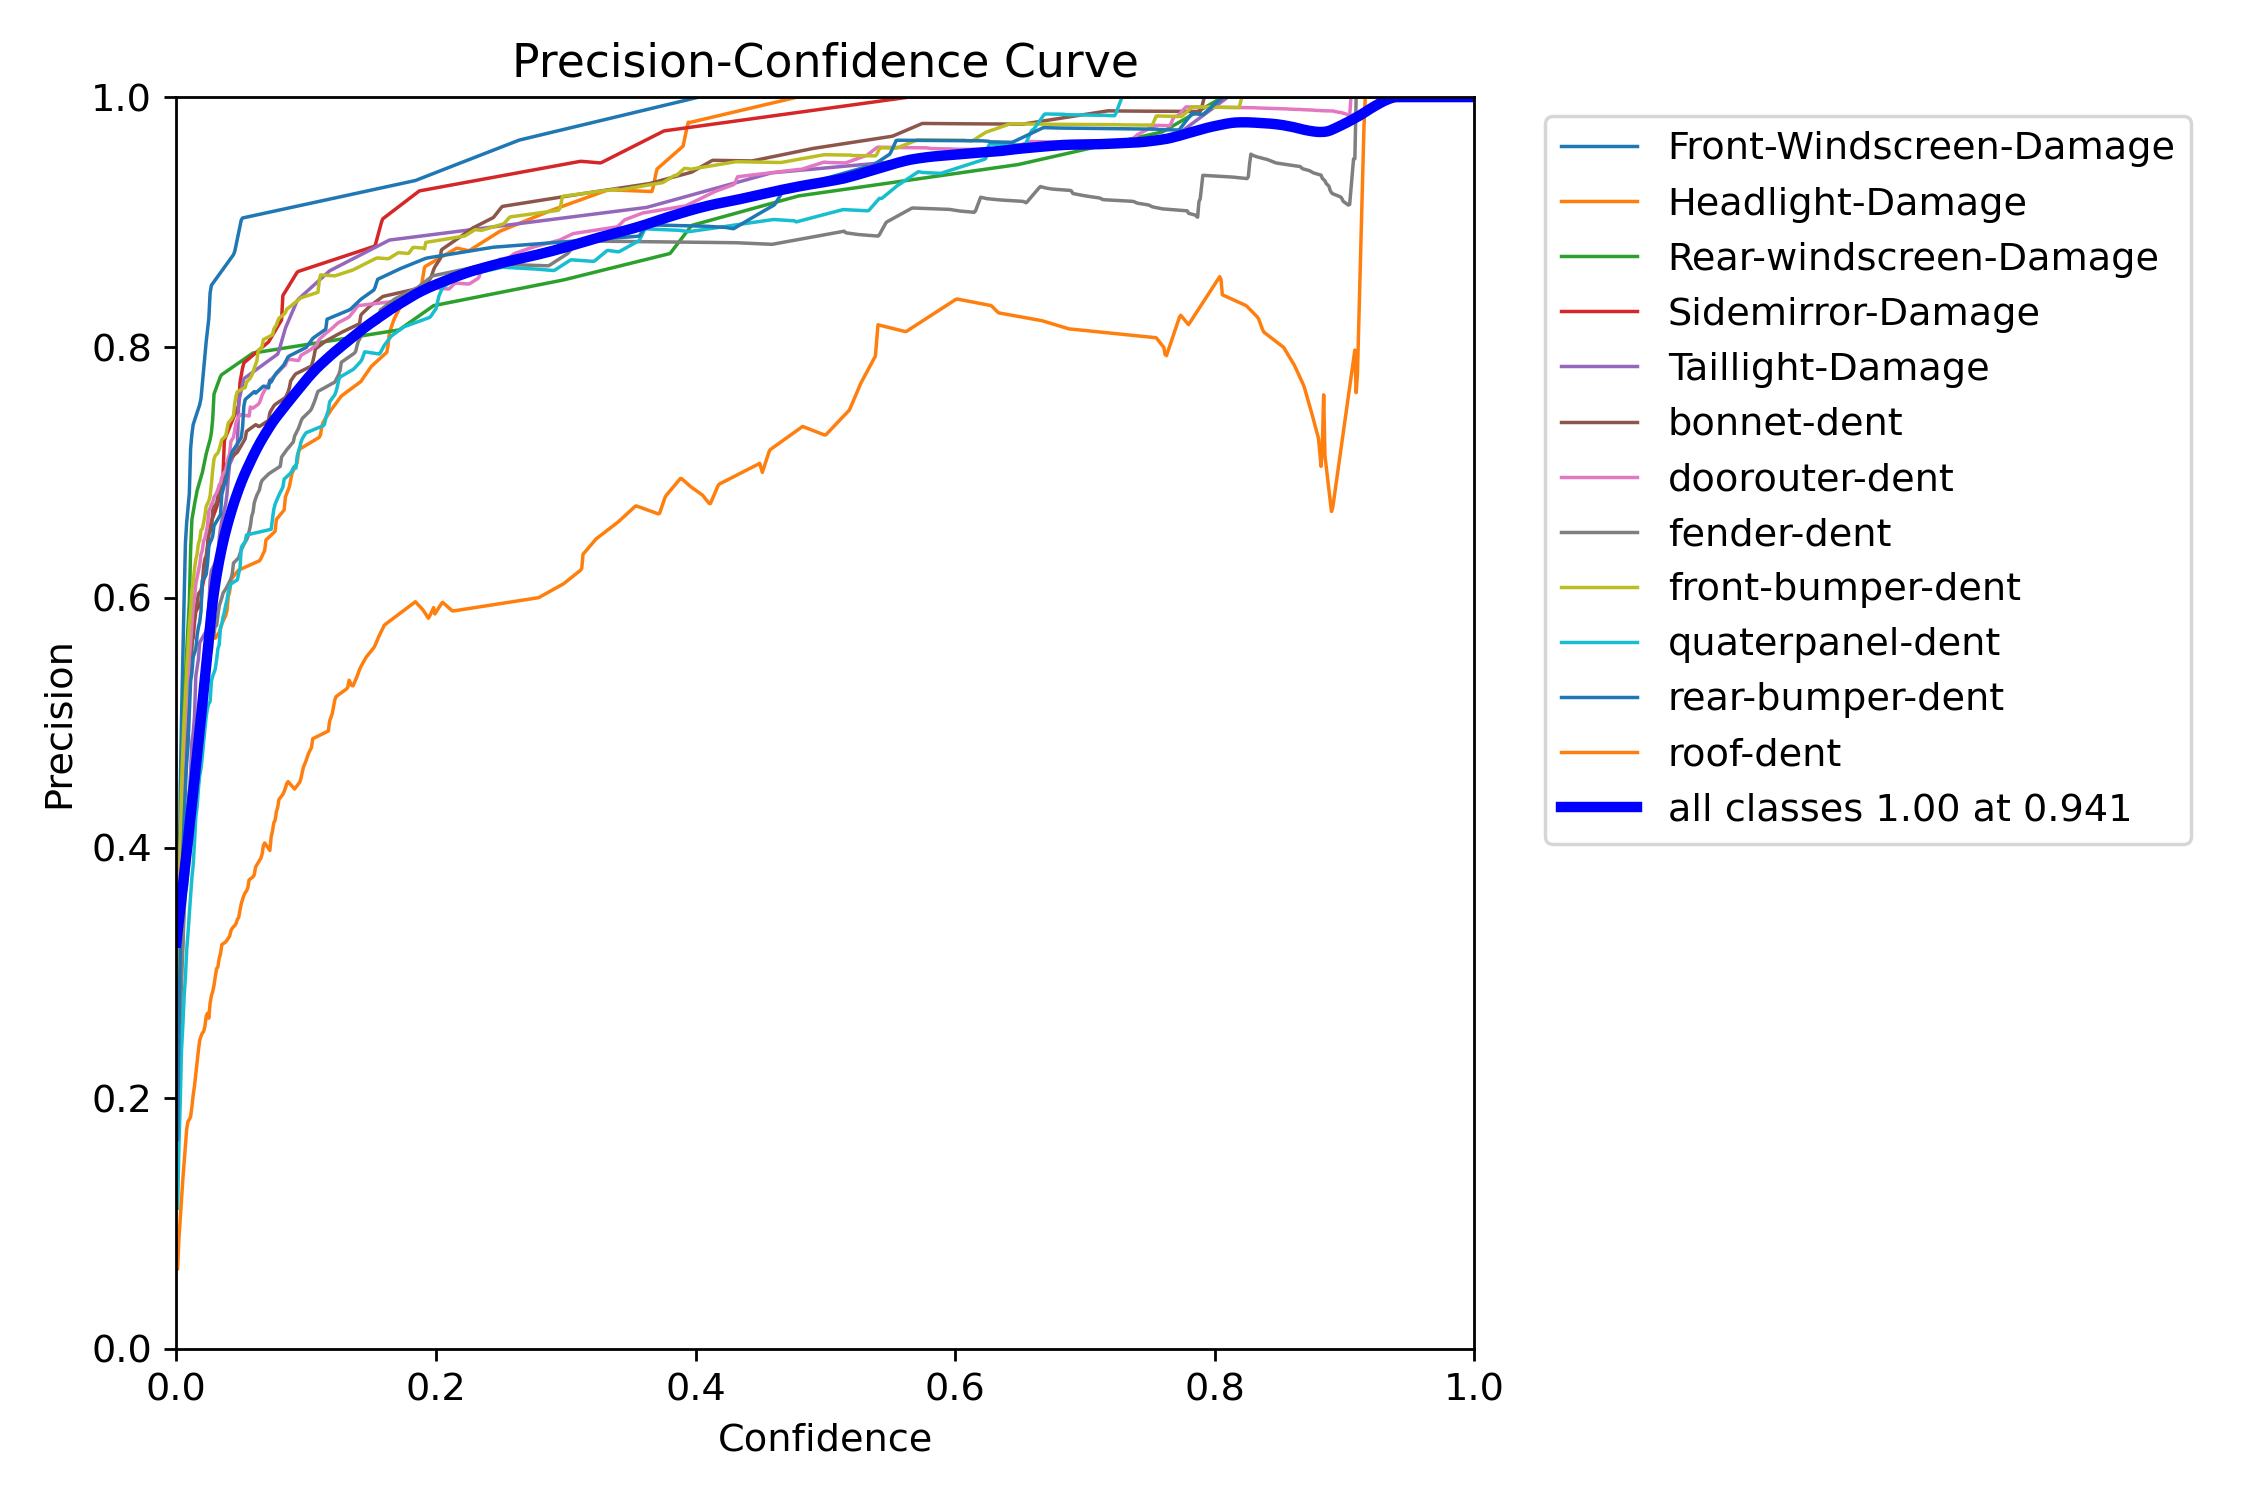 Precision-Confidence Curve
1.0
0.8
0.6
0.4
0.2
0.0
Precision
0.0 0.2 0.4 0.6 0.8 1.0
Confidence
Front-Windscreen-Damage
Headlight-Damage
Rear-windscreen-Damage
Sidemirror-Damage
Taillight-Damage
bonnet-dent
doorouter-dent
fender-dent
front-bumper-dent
quaterpanel-dent
rear-bumper-dent
roof-dent
all classes 1.00 at 0.941